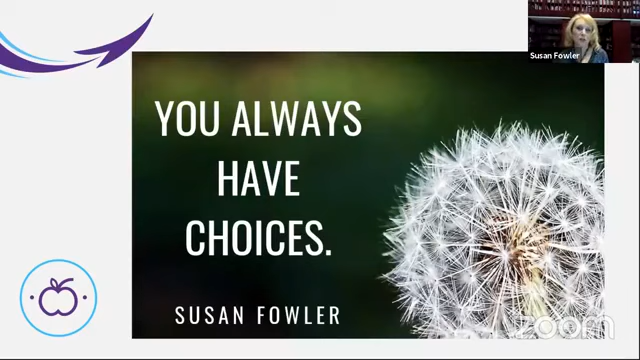 Susan Fowler
YOU ALWAYS
HAVE
CHOICES.
SUSAN FOWLER
zoom